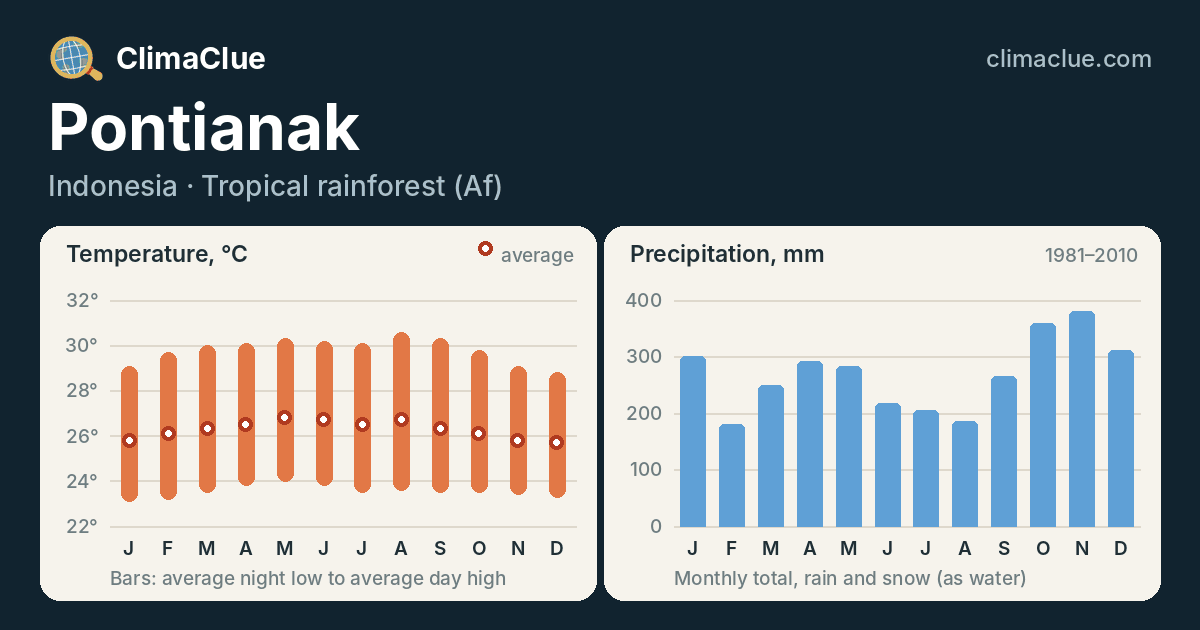 ClimaClue
climaclue.com
Pontianak
Indonesia · Tropical rainforest (Af)
Temperature, °C
average
32°
30°
28°
26°
24°
22°
J F M A M J J A S O N D
Bars: average night low to average day high
Precipitation, mm
1981–2010
400
300
200
100
0
J F M A M J J A S O N D
Monthly total, rain and snow (as water)